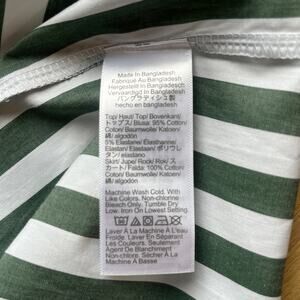 Made In Bangladesh
Fabriqué Au Bangladesh
Hergestellt In Bangladesch
Vervaardigd In Bangladesh
バングラディシュ製
hecho en bangladesh
Top/ Haut/ Top/ Bovenkant/
トップス/ Blusa: 95% Cotton/
Coton/ Baumwolle/ Katoen/
綿/ algodón
5% Elastane/ Élasthanne/
Elastan/ Elastaan/ ポリウレ
タン/ elastano
Skirt/ Jupe/ Rock/ Rok/ ス
カート/ Falda: 100% Cotton/
Coton/ Baumwolle/ Katoen/
綿/ algodón
Machine Wash Cold. With
Like Colors. Non-chlorine
Bleach Only. Tumble Dry
Low. Iron On Lowest Setting.
Laver À La Machine À L'eau
Froide. Laver En Séparant
Les Couleurs. Seulement
Agent De Blanchiment
Non-Chloré. Sécher À La
Machine À Basse